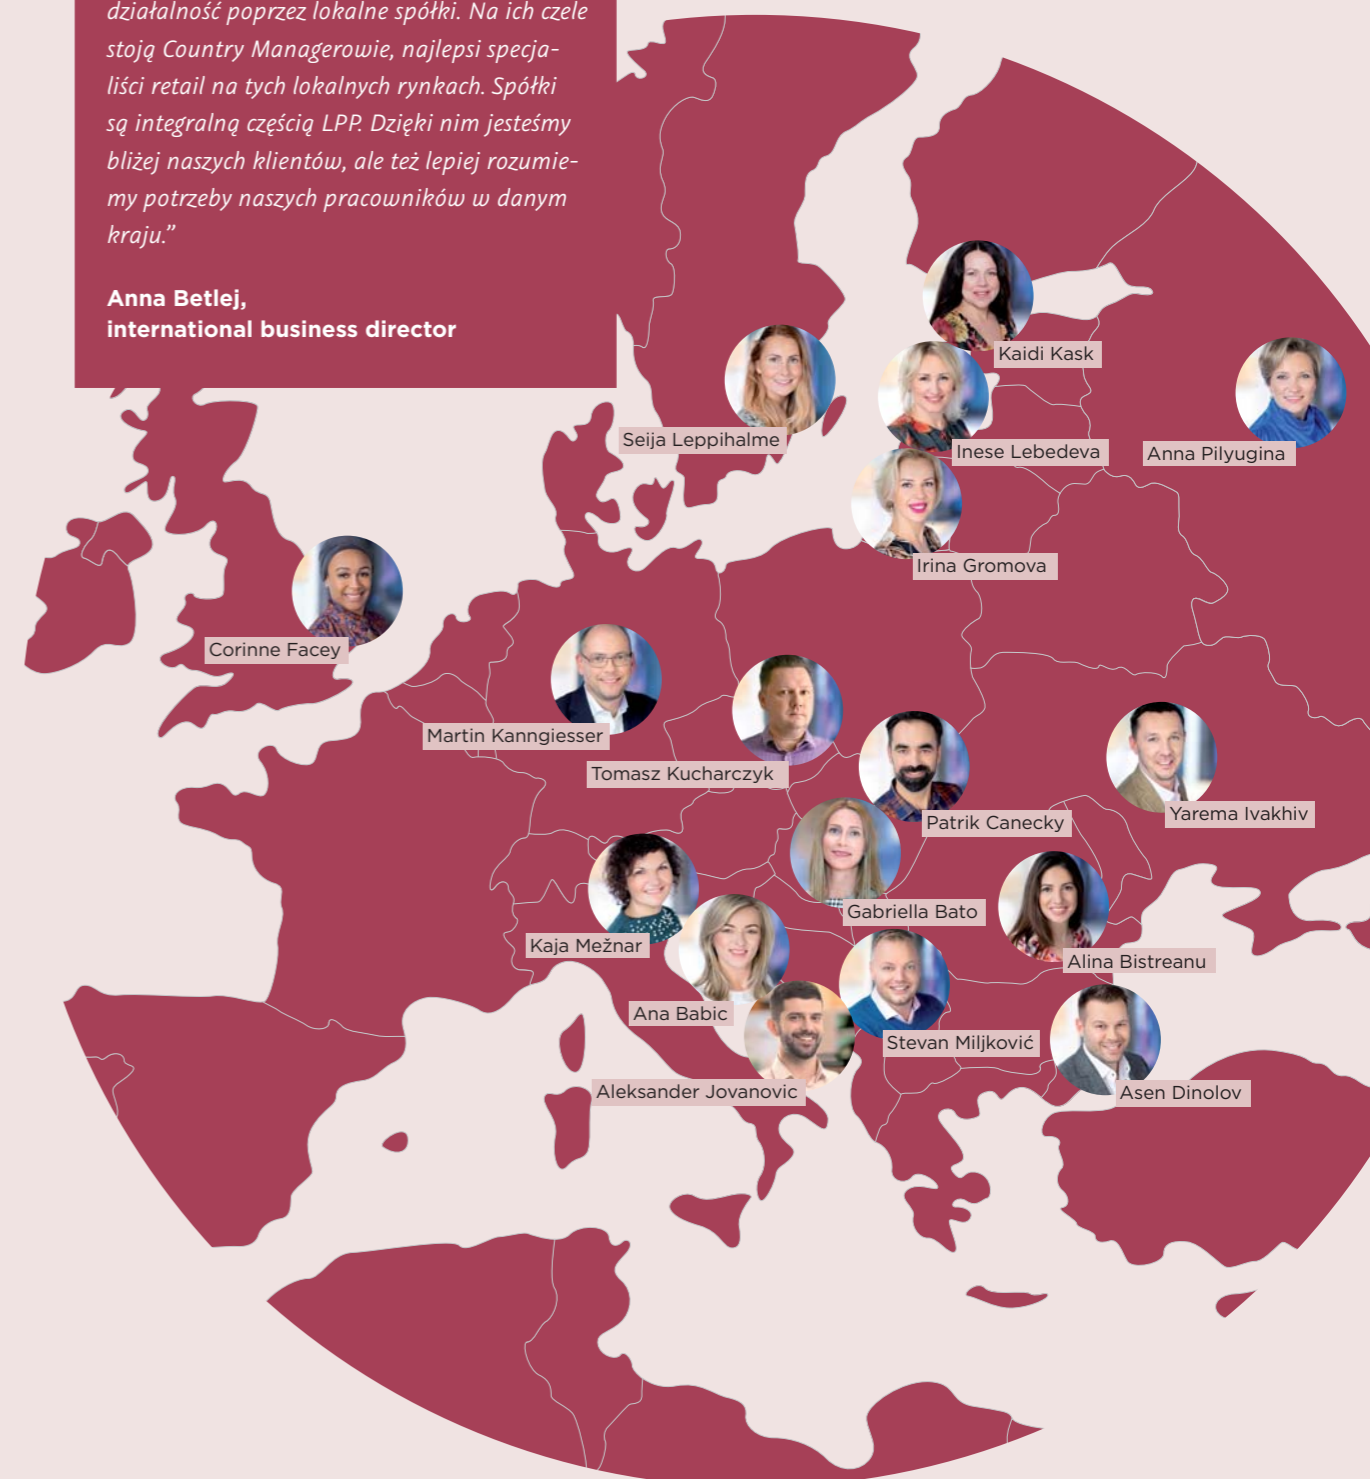 działalność poprzez lokalne spółki. Na ich czele
stoją Country Managerowie, najlepsi specja-
liści retail na tych lokalnych rynkach. Spółki
są integralną częścią LPP. Dzięki nim jesteśmy
bliżej naszych klientów, ale też lepiej rozumie-
my potrzeby naszych pracowników w danym
kraju.”
Anna Betlej,
international business director
Kaidi Kask
Seija Leppihalme
Inese Lebedeva
Anna Pilyugina
Irina Gromova
Corinne Facey
Martin Kanngiesser
Tomasz Kucharczyk
Patrik Canecky
Yarema Ivakhiv
Gabriella Bato
Kaja Mežnar
Alina Bistreanu
Ana Babic
Stevan Miljković
Aleksander Jovanovic
Asen Dinolov